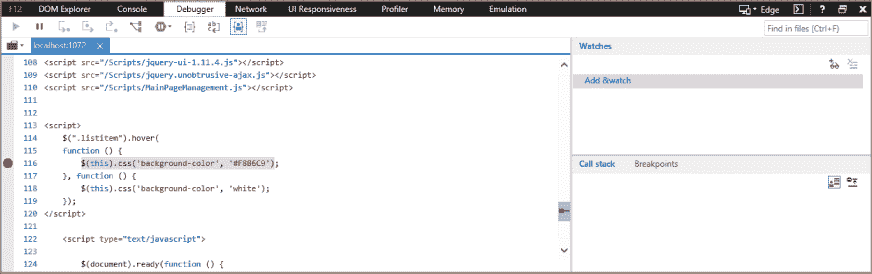 F12 DOM Explorer Console Debugger Network UI Responsiveness Profiler Memory Emulation Edge ? x
Find in files (Ctrl+F)
localhost:1072 x
Watches
108 <script src="/Scripts/jquery-ui-1.11.4.js"></script>
109 <script src="/Scripts/jquery.unobtrusive-ajax.js"></script>
110 <script src="/Scripts/MainPageManagement.js"></script>
111
112
113 <script>
114 $(".listitem").hover(
115 function () {
116 $(this).css('background-color', '#F8B6C9');
117 }, function () {
118 $(this).css('background-color', 'white');
119 });
120 </script>
121
122 <script type="text/javascript">
123
124 $(document).ready(function () {
Add &watch
Call stack Breakpoints